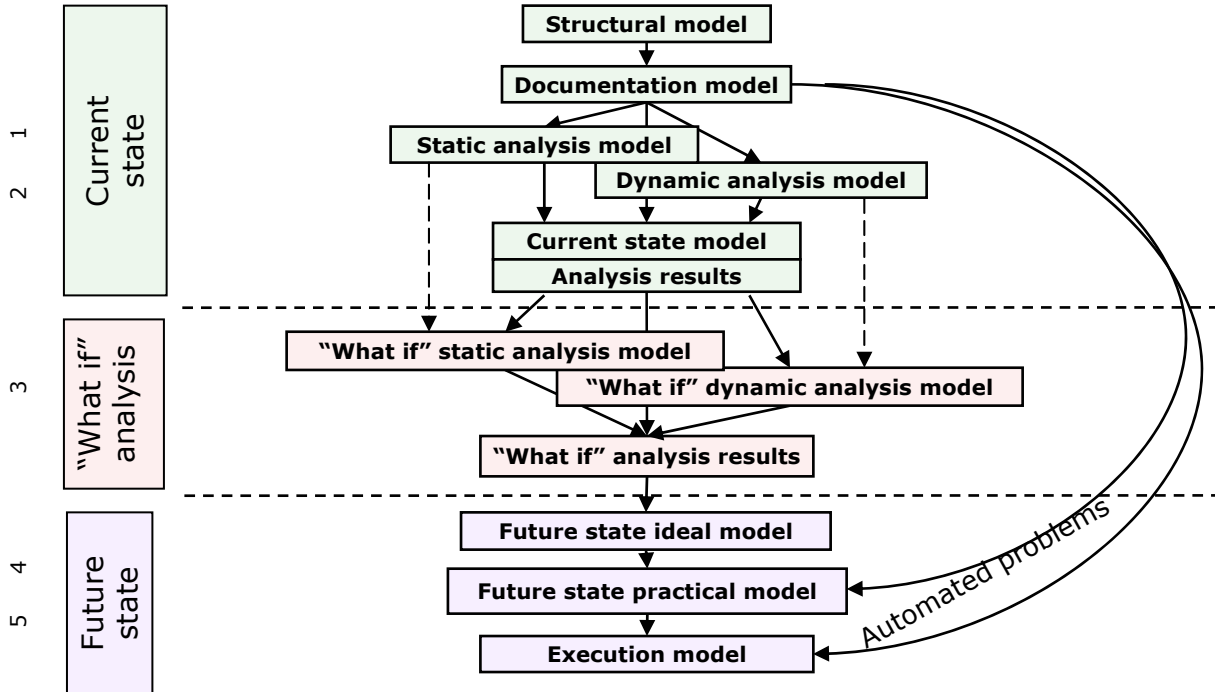 Structural model
Documentation model
1
Current
state
Static analysis model
2
Dynamic analysis model
Current state model
Analysis results
“What if”
analysis
“What if” static analysis model
3
“What if” dynamic analysis model
“What if” analysis results
Future
state
Future state ideal model
4
Future state practical model
Automated problems
5
Execution model